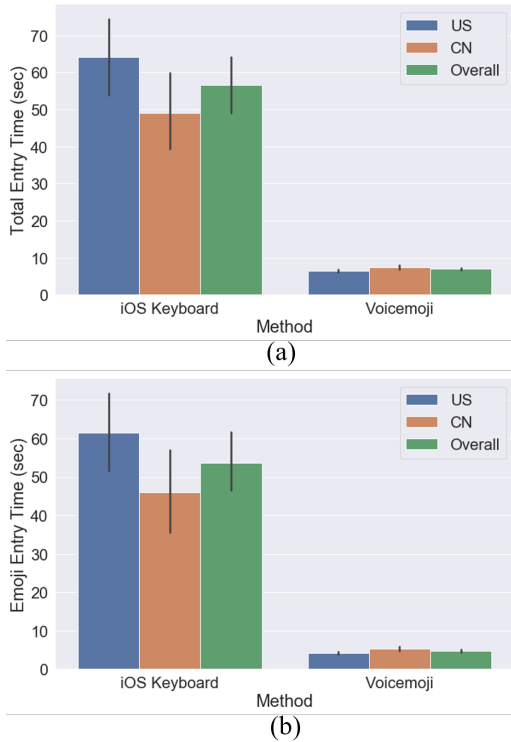 Total Entry Time (sec)
70
60
50
40
30
20
10
0
US
CN
Overall
iOS Keyboard
Voicemoji
Method
(a)
Emoji Entry Time (sec)
70
60
50
40
30
20
10
0
US
CN
Overall
iOS Keyboard
Voicemoji
Method
(b)